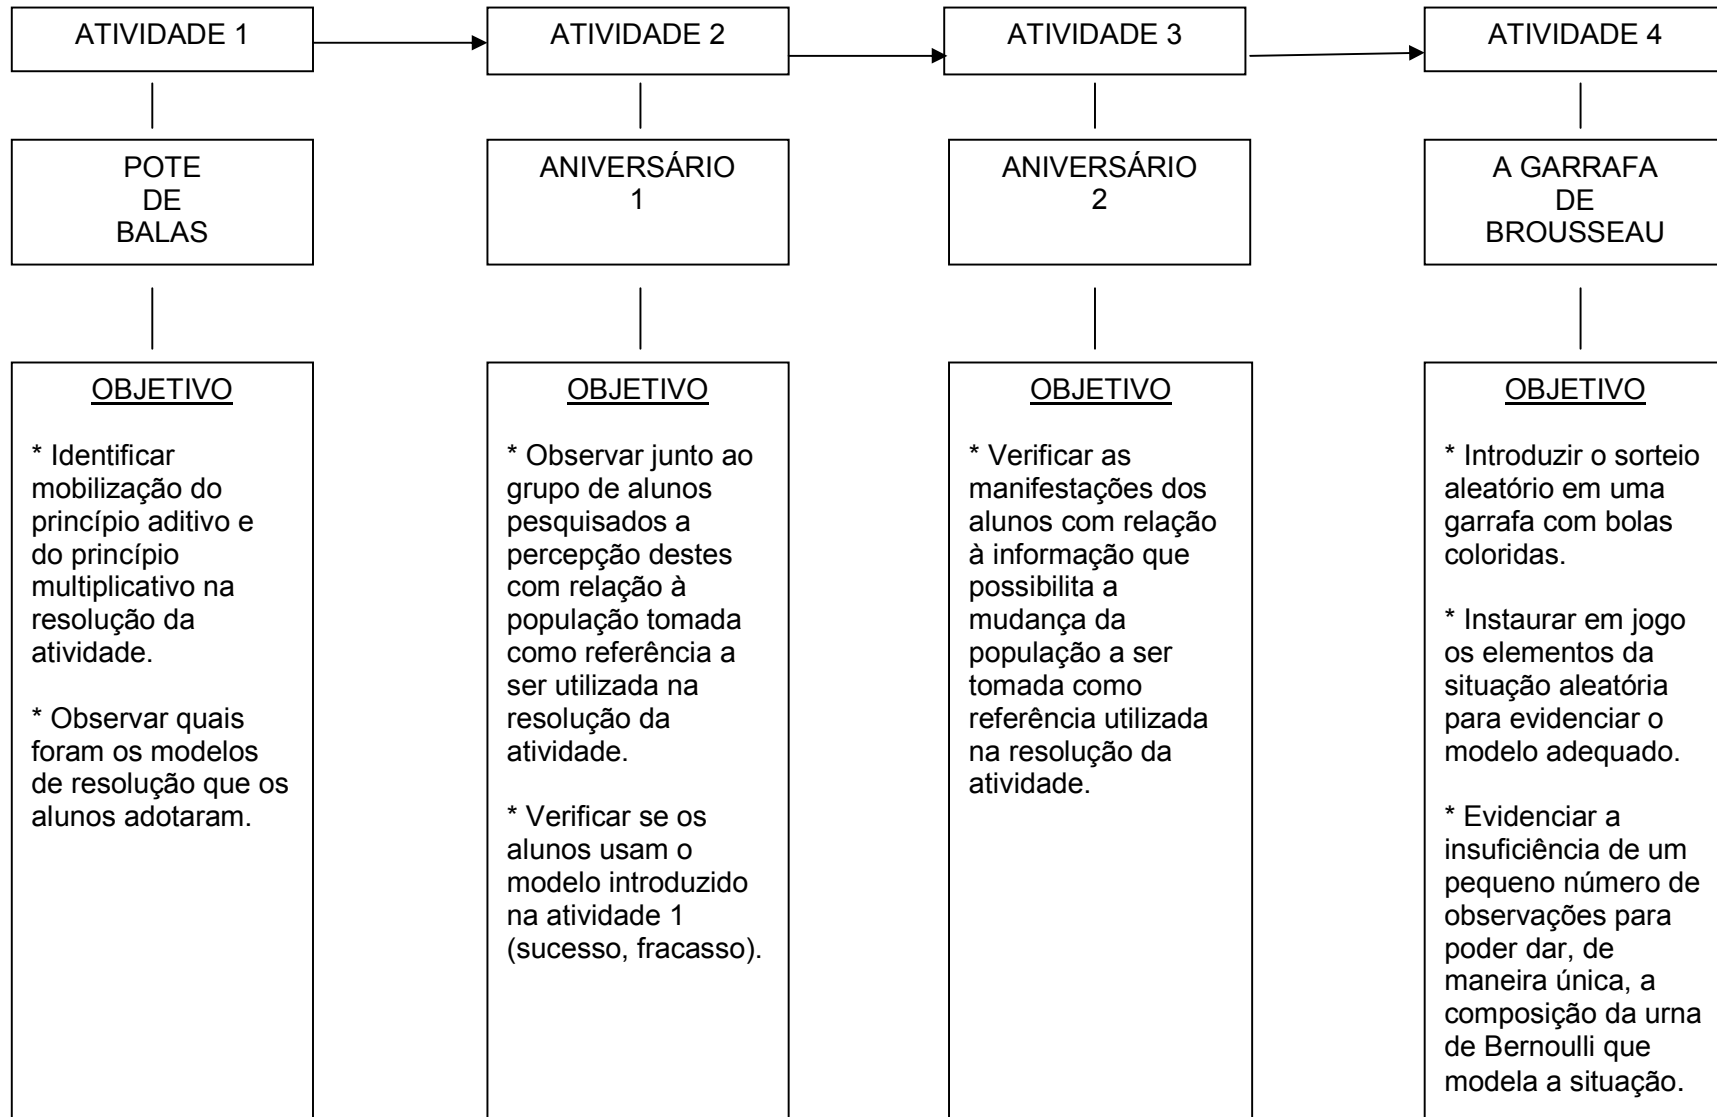 ATIVIDADE 1
ATIVIDADE 2
ATIVIDADE 3
ATIVIDADE 4
POTE
DE
BALAS
ANIVERSÁRIO
1
ANIVERSÁRIO
2
A GARRAFA
DE
BROUSSEAU
OBJETIVO
* Identificar
mobilização do
princípio aditivo e
do princípio
multiplicativo na
resolução da
atividade.
* Observar quais
foram os modelos
de resolução que os
alunos adotaram.
OBJETIVO
* Observar junto ao
grupo de alunos
pesquisados a
percepção destes
com relação à
população tomada
como referência a
ser utilizada na
resolução da
atividade.
* Verificar se os
alunos usam o
modelo introduzido
na atividade 1
(sucesso, fracasso).
OBJETIVO
* Verificar as
manifestações dos
alunos com relação
à informação que
possibilita a
mudança da
população a ser
tomada como
referência utilizada
na resolução da
atividade.
OBJETIVO
* Introduzir o sorteio
aleatório em uma
garrafa com bolas
coloridas.
* Instaurar em jogo
os elementos da
situação aleatória
para evidenciar o
modelo adequado.
* Evidenciar a
insuficiência de um
pequeno número de
observações para
poder dar, de
maneira única, a
composição da urna
de Bernoulli que
modela a situação.